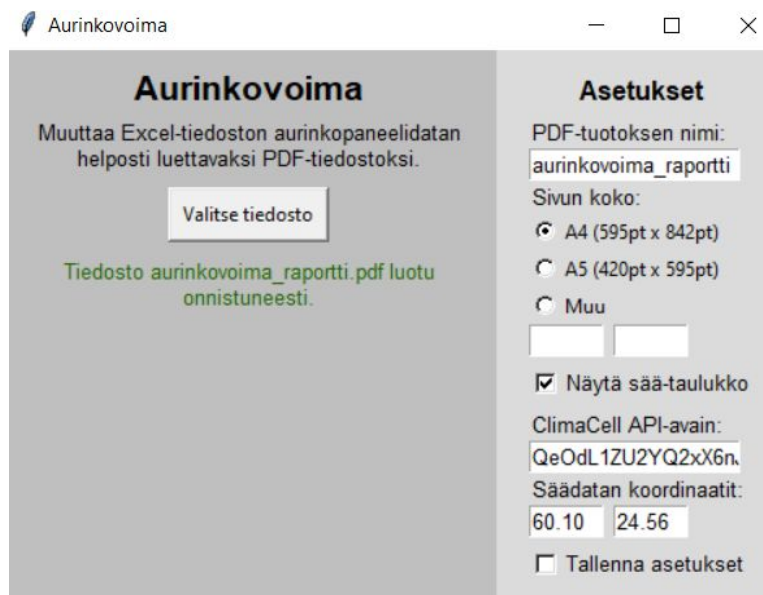 Aurinkovoima
Aurinkovoima
Muuttaa Excel-tiedoston aurinkopaneelidatan
helposti luettavaksi PDF-tiedostoksi.
Valitse tiedosto
Tiedosto aurinkovoima_raportti.pdf luotu
onnistuneesti.
Asetukset
PDF-tuotoksen nimi:
aurinkovoima_raportti
Sivun koko:
A4 (595pt x 842pt)
A5 (420pt x 595pt)
Muu
Näytä sää-taulukko
ClimaCell API-avain:
QeOdL1ZU2YQ2xX6n
Säädatan koordinaatit:
60.10 24.56
Tallenna asetukset